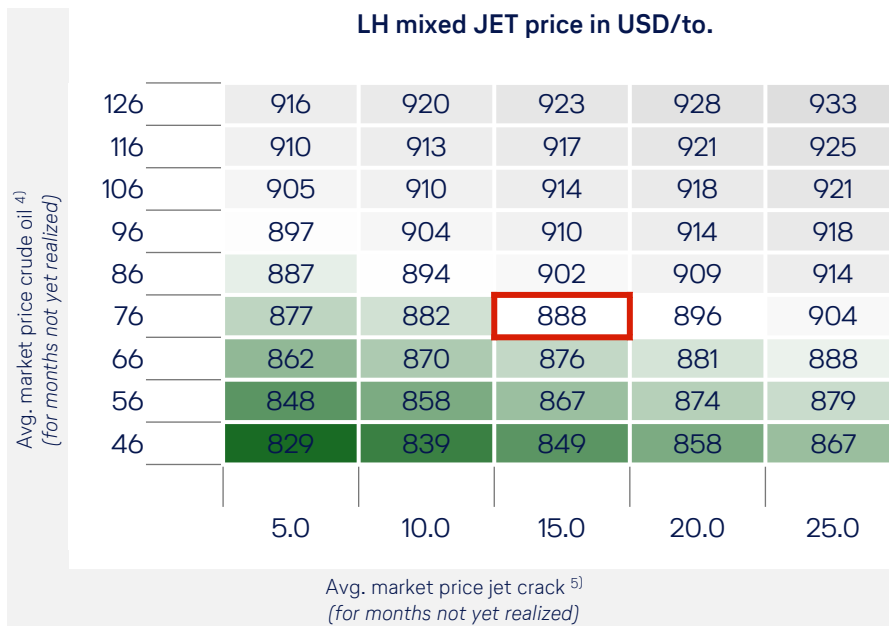 LH mixed JET price in USD/to.
Avg. market price crude oil 4)
(for months not yet realized)
126 916 920 923 928 933
116 910 913 917 921 925
106 905 910 914 918 921
96 897 904 910 914 918
86 887 894 902 909 914
76 877 882 888 896 904
66 862 870 876 881 888
56 848 858 867 874 879
46 829 839 849 858 867
5.0 10.0 15.0 20.0 25.0
Avg. market price jet crack 5)
(for months not yet realized)